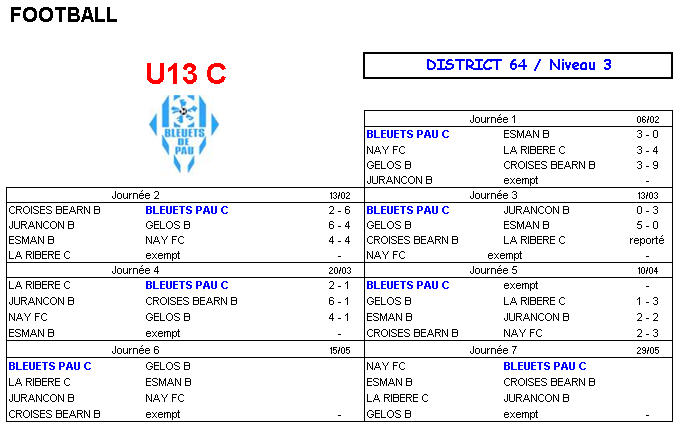 FOOTBALL
U13 C
DISTRICT 64 / Niveau 3
BLEUETS
DE
PAU
Journée 1 06/02
BLEUETS PAU C ESMAN B 3 - 0
NAY FC LA RIBERE C 3 - 4
GELOS B CROISES BEARN B 3 - 9
JURANCON B exempt -
Journée 2 13/02
CROISES BEARN B BLEUETS PAU C 2 - 6
JURANCON B GELOS B 6 - 4
ESMAN B NAY FC 4 - 4
LA RIBERE C exempt -
Journée 3 13/03
BLEUETS PAU C JURANCON B 0 - 3
GELOS B ESMAN B 5 - 0
CROISES BEARN B LA RIBERE C reporté
NAY FC exempt -
Journée 4 20/03
LA RIBERE C BLEUETS PAU C 2 - 1
JURANCON B CROISES BEARN B 6 - 1
NAY FC GELOS B 4 - 1
ESMAN B exempt -
Journée 5 10/04
BLEUETS PAU C exempt -
GELOS B LA RIBERE C 1 - 3
ESMAN B JURANCON B 2 - 2
CROISES BEARN B NAY FC 2 - 3
Journée 6 15/05
BLEUETS PAU C GELOS B
LA RIBERE C ESMAN B
JURANCON B NAY FC
CROISES BEARN B exempt -
Journée 7 29/05
NAY FC BLEUETS PAU C
ESMAN B CROISES BEARN B
LA RIBERE C JURANCON B
GELOS B exempt -